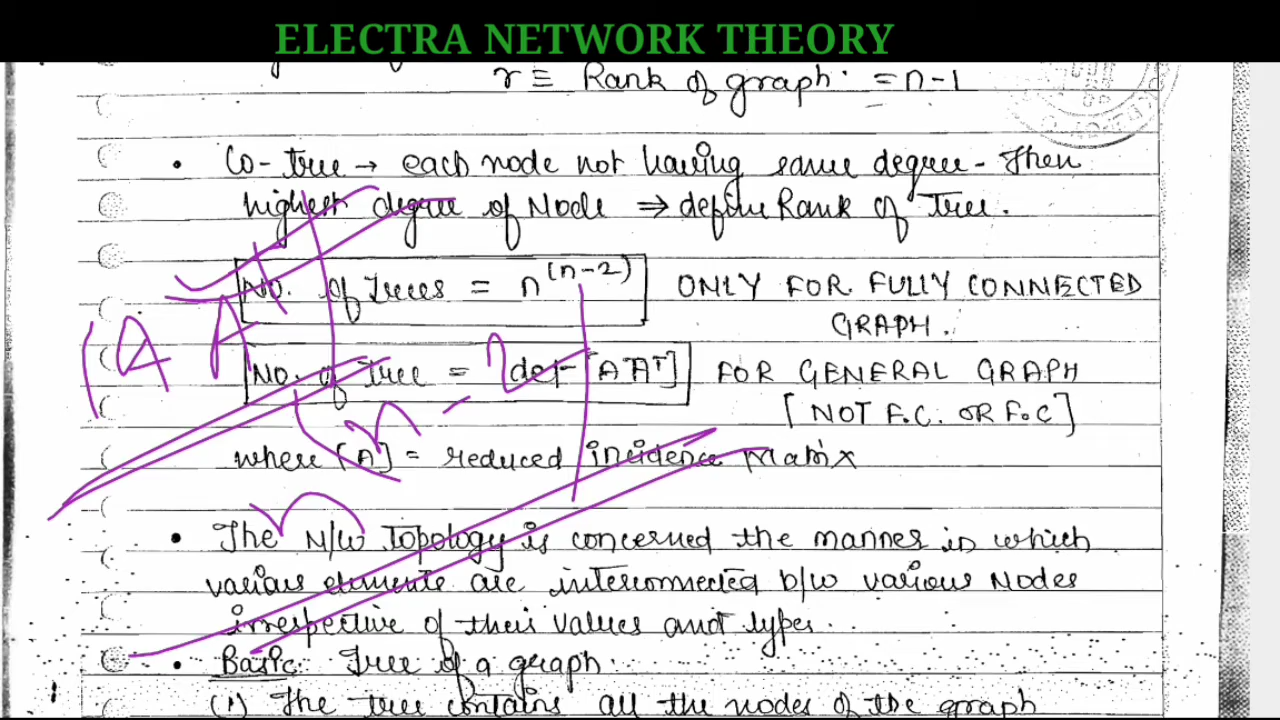 ELECTRA NETWORK THEORY
r ≡ Rank of graph. = n-1
• Co-tree → each node not having same degree - Then
highest degree of Node ⇒ define Rank of Tree.
No. of trees = n^(n-2) ONLY FOR FULLY CONNECTED
GRAPH.
No. of tree = [det [A A^T] FOR GENERAL GRAPH
[NOT F.C. OR F.C]
where [A] = reduced incidence matrix
• The N/W Topology is concerned the manner in which
various elements are interconnected b/w various Nodes
irrespective of their values and types.
• Basic: Tree of a graph.
(1) The tree contains all the nodes of the graph